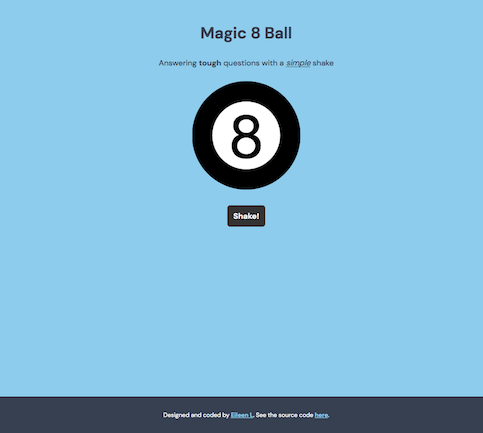 Magic 8 Ball
Answering tough questions with a simple shake
8
Shake!
Designed and coded by Eileen L. See the source code here.